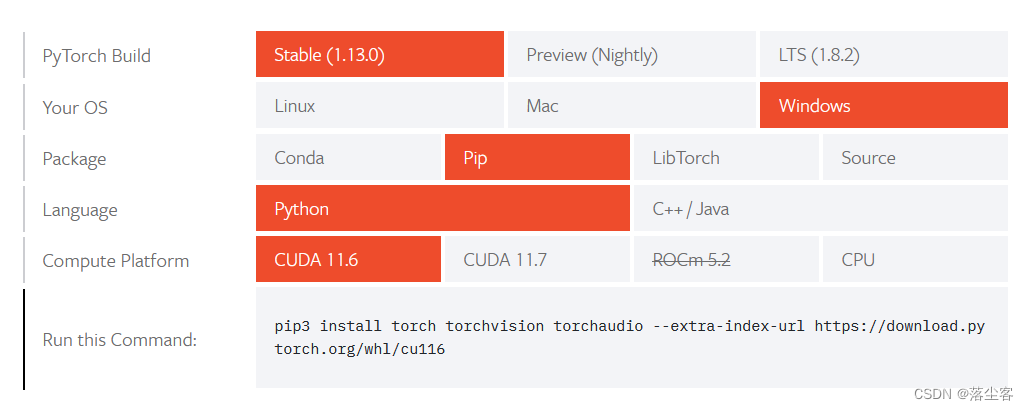 PyTorch Build Stable (1.13.0) Preview (Nightly) LTS (1.8.2)
Your OS Linux Mac Windows
Package Conda Pip LibTorch Source
Language Python C++ / Java
Compute Platform CUDA 11.6 CUDA 11.7 ROCm 5.2 CPU
Run this Command: pip3 install torch torchvision torchaudio --extra-index-url https://download.py
torch.org/whl/cu116
CSDN @落尘客